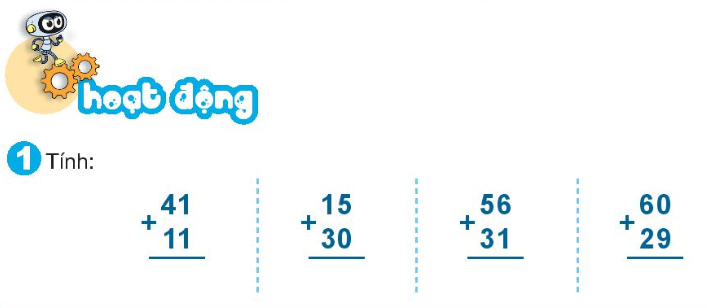 hoạt động
1 Tính:
41 15 56 60
+ + + +
11 30 31 29